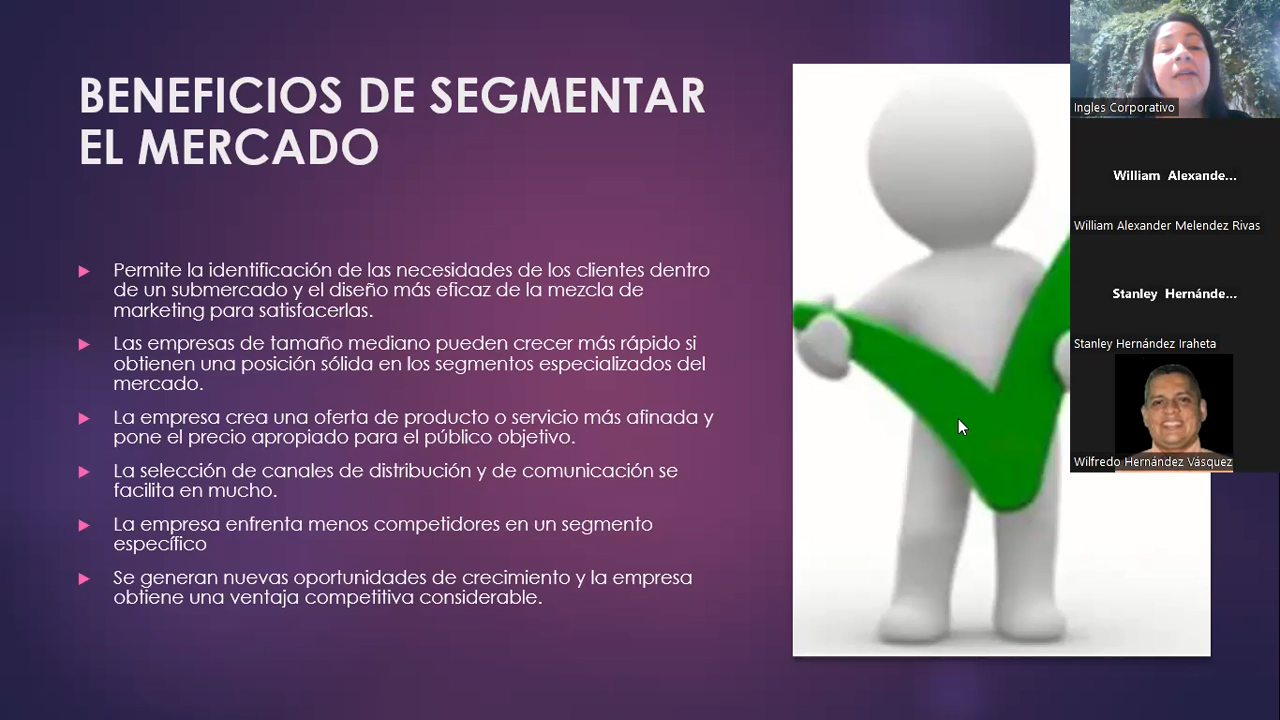 BENEFICIOS DE SEGMENTAR
EL MERCADO
Permite la identificación de las necesidades de los clientes dentro
de un submercado y el diseño más eficaz de la mezcla de
marketing para satisfacerlas.
Las empresas de tamaño mediano pueden crecer más rápido si
obtienen una posición sólida en los segmentos especializados del
mercado.
La empresa crea una oferta de producto o servicio más afinada y
pone el precio apropiado para el público objetivo.
La selección de canales de distribución y de comunicación se
facilita en mucho.
La empresa enfrenta menos competidores en un segmento
específico
Se generan nuevas oportunidades de crecimiento y la empresa
obtiene una ventaja competitiva considerable.
Ingles Corporativo
William Alexande...
William Alexander Melendez Rivas
Stanley Hernánde...
Stanley Hernández Iraheta
Wilfredo Hernández Vásquez